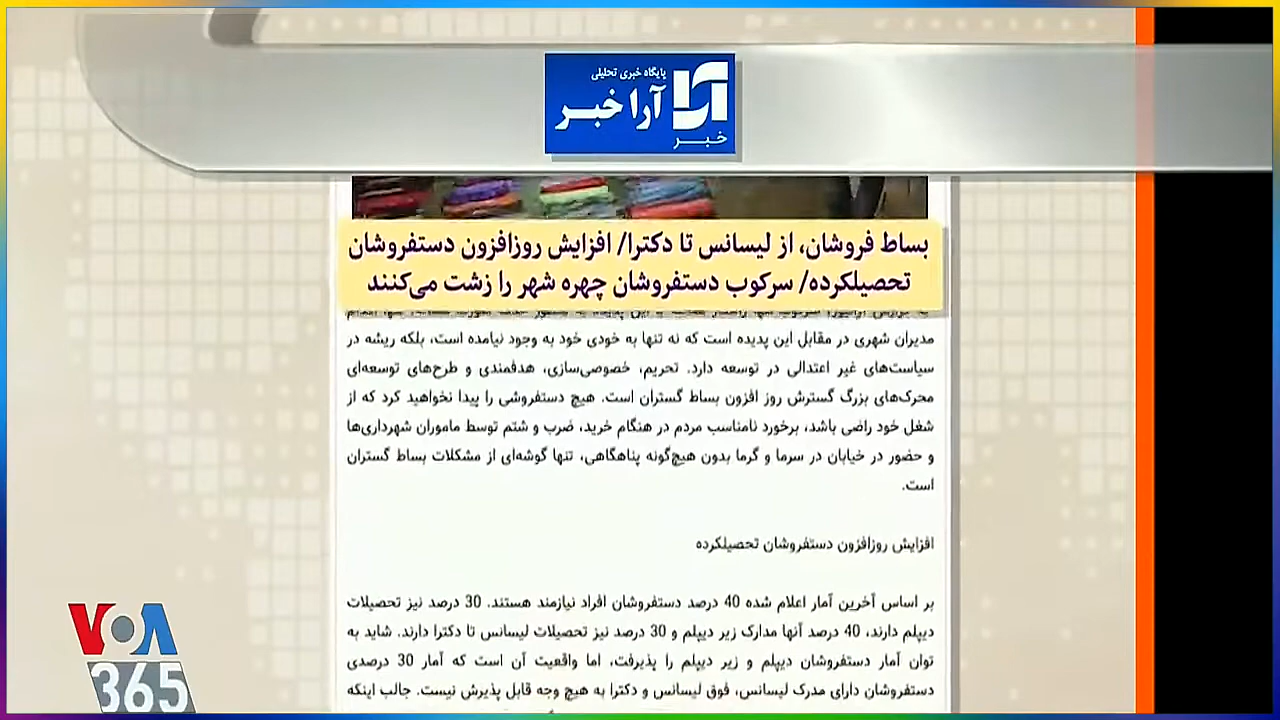 پایگاه خبری تحلیلی
آرا خبـر
خبـر
بساط فروشان، از لیسانس تا دکترا/ افزایش روزافزون دستفروشان
تحصیلکرده/ سرکوب دستفروشان چهره شهر را زشت می‌کنند
مدیران شهری در مقابل این پدیده است که نه تنها به خودی خود به وجود نیامده است، بلکه ریشه در
سیاست‌های غیر اعتدالی در توسعه دارد. تحریم، خصوصی‌سازی، هدفمندی و طرح‌های توسعه‌ای
محرک‌های بزرگ گسترش روز افزون بساط گستران است. هیچ دستفروشی را پیدا نخواهید کرد که از
شغل خود راضی باشد، برخورد نامناسب مردم در هنگام خرید، ضرب و شتم توسط ماموران شهرداری‌ها
و حضور در خیابان در سرما و گرما بدون هیچ‌گونه پناهگاهی، تنها گوشه‌ای از مشکلات بساط گستران
است.
افزایش روزافزون دستفروشان تحصیلکرده
بر اساس آخرین آمار اعلام شده 40 درصد دستفروشان افراد نیازمند هستند. 30 درصد نیز تحصیلات
دیپلم دارند، 40 درصد آنها مدارک زیر دیپلم و 30 درصد نیز تحصیلات لیسانس تا دکترا دارند. شاید به
توان آمار دستفروشان دیپلم و زیر دیپلم را پذیرفت، اما واقعیت آن است که آمار 30 درصدی
دستفروشان دارای مدرک لیسانس، فوق لیسانس و دکترا به هیچ وجه قابل پذیرش نیست. جالب اینکه
VOA
365